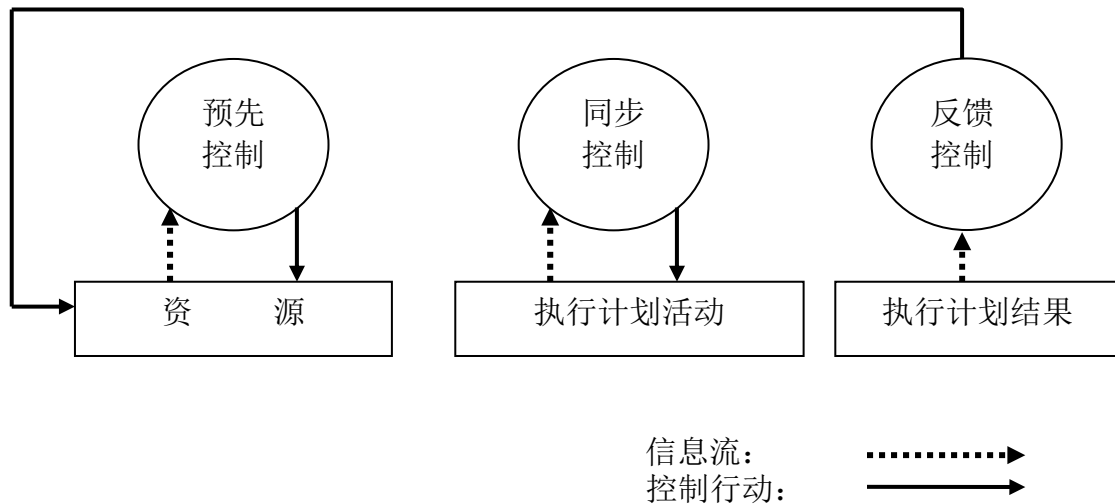 预先
控制
同步
控制
反馈
控制
资 源
执行计划活动
执行计划结果
信息流：
控制行动：